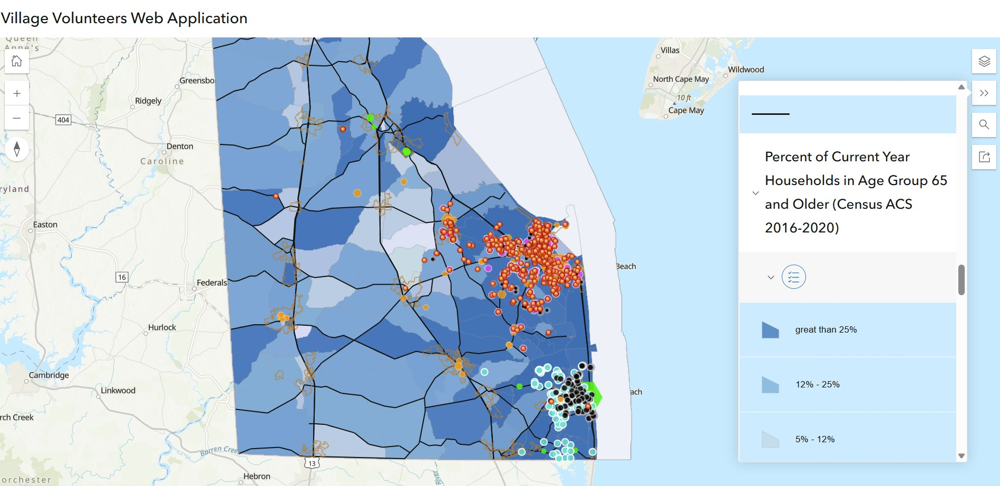 Village Volunteers Web Application
Queen
Anne's
Villas
Wildwood
Greensbo
North Cape May
Ridgely
10 ft
Cape May
404
Denton
Caroline
Percent of Current Year
Households in Age Group 65
and Older (Census ACS
2016-2020)
ryland
Easton
Beach
16
Federals
great than 25%
Hurlock
Cambridge
12% - 25%
Linkwood
ach
rch Creek
5% - 12%
Barren Cree
13
River
Hebron
orchester